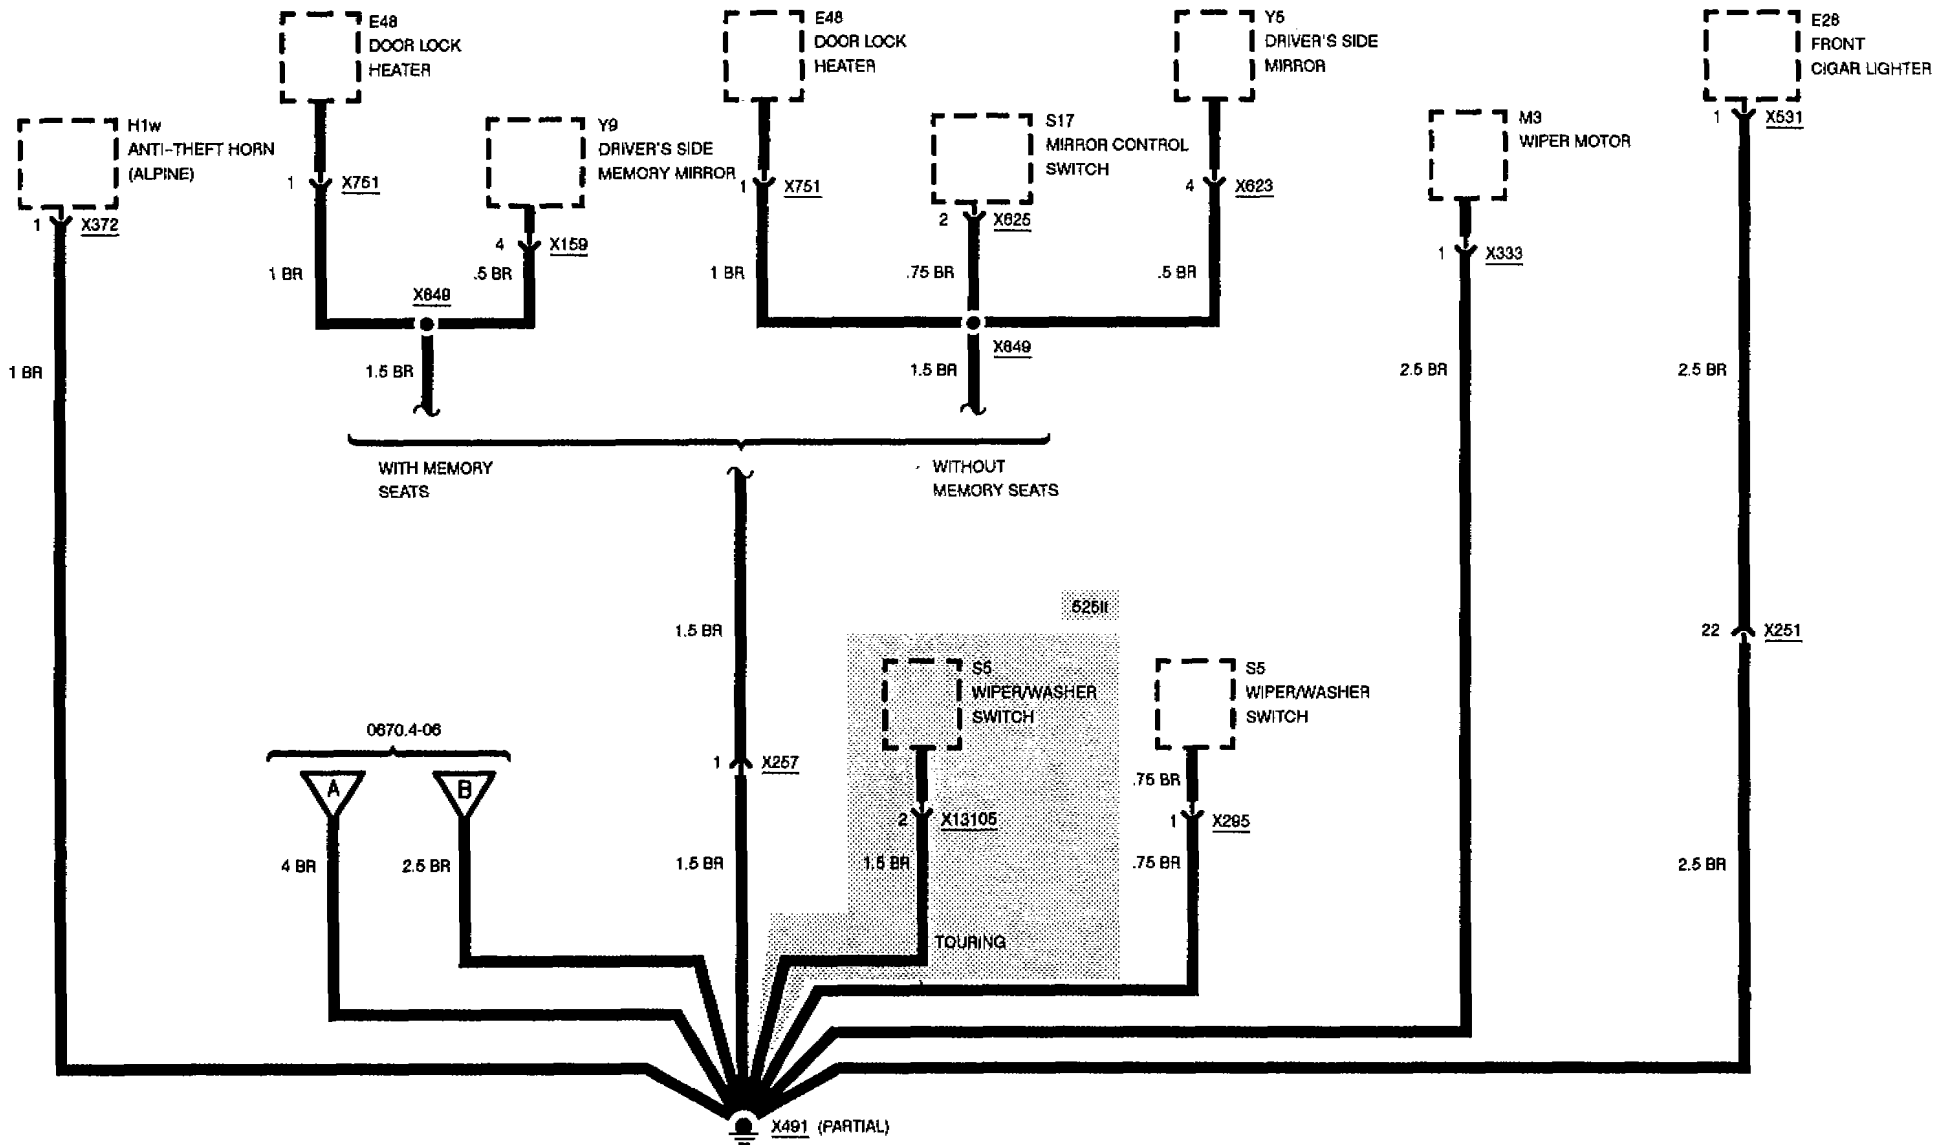 E48
DOOR LOCK
HEATER
E48
DOOR LOCK
HEATER
Y5
DRIVER'S SIDE
MIRROR
E28
FRONT
CIGAR LIGHTER
H1w
ANTI-THEFT HORN
(ALPINE)
Y9
DRIVER'S SIDE
MEMORY MIRROR
S17
MIRROR CONTROL
SWITCH
M3
WIPER MOTOR
1 X531
1 X751
1 X751
4 X623
1 X372
2 X625
4 X159
1 X333
1 BR
.5 BR
1 BR
.75 BR
.5 BR
X649
X649
1 BR
1.5 BR
1.5 BR
2.5 BR
2.5 BR
WITH MEMORY
SEATS
WITHOUT
MEMORY SEATS
525iI
1.5 BR
22 X251
S5
WIPER/WASHER
SWITCH
S5
WIPER/WASHER
SWITCH
0670.4-06
1 X257
A
B
.75 BR
2 X13105
1 X295
4 BR
2.5 BR
1.5 BR
1.5 BR
.75 BR
2.5 BR
TOURING
X491 (PARTIAL)